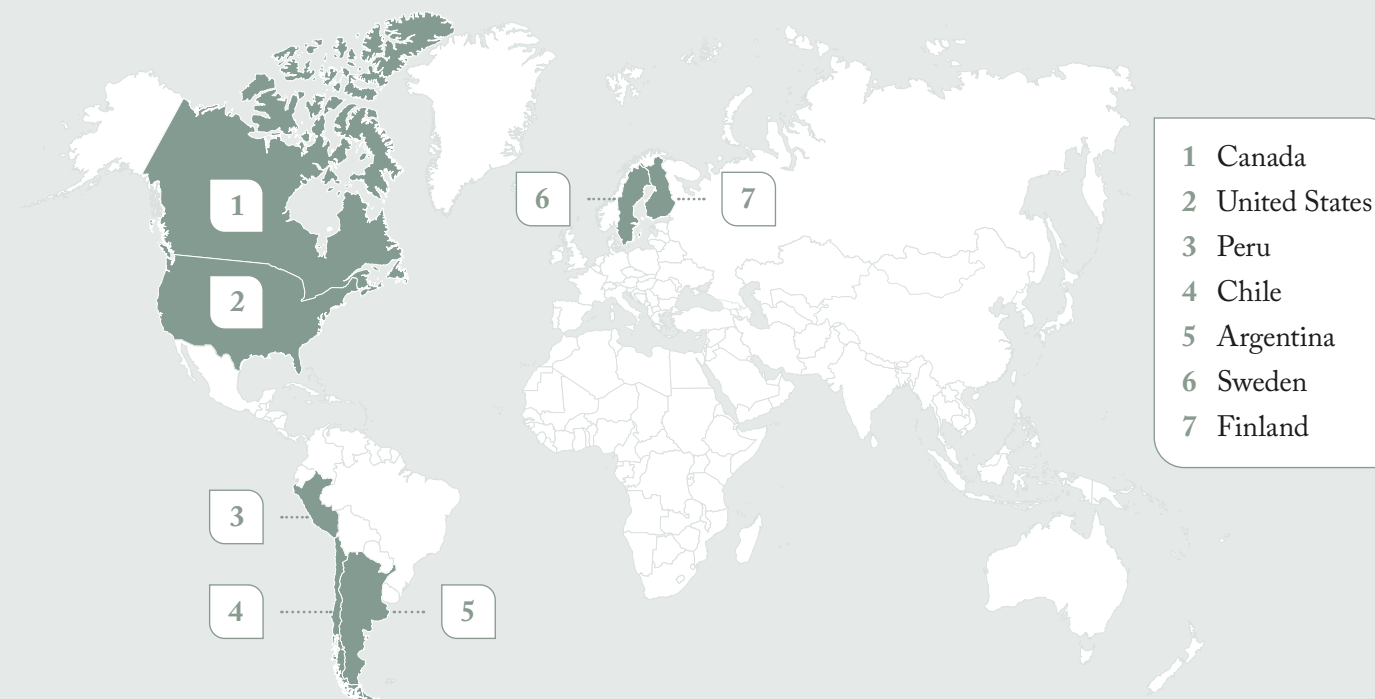 1
2
6
7
3
4
5
1 Canada
2 United States
3 Peru
4 Chile
5 Argentina
6 Sweden
7 Finland